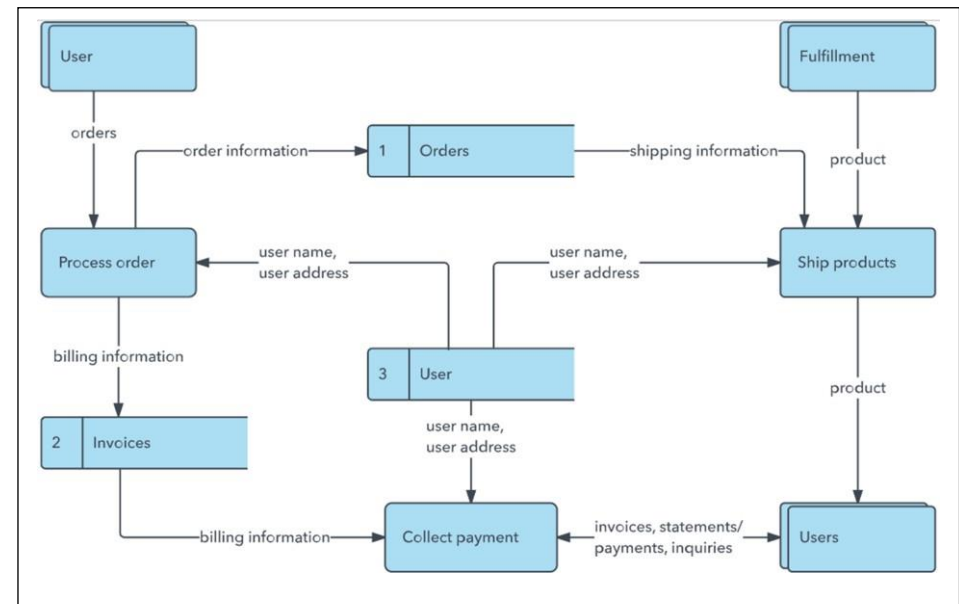 User
Fulfillment
orders
order information
1 Orders
shipping information
product
Process order
user name,
user address
user name,
user address
Ship products
billing information
3 User
product
2 Invoices
user name,
user address
billing information
Collect payment
invoices, statements/
payments, inquiries
Users